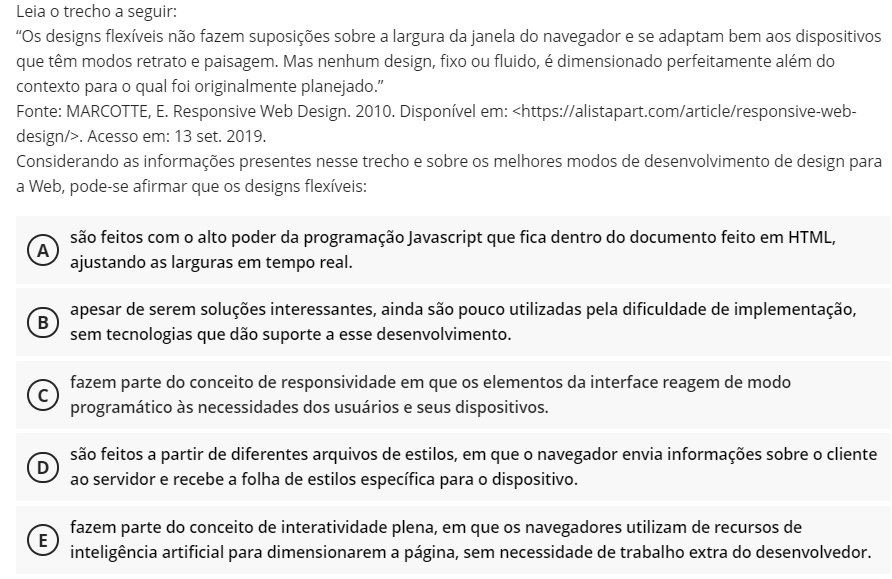 Leia o trecho a seguir:
“Os designs flexíveis não fazem suposições sobre a largura da janela do navegador e se adaptam bem aos dispositivos
que têm modos retrato e paisagem. Mas nenhum design, fixo ou fluido, é dimensionado perfeitamente além do
contexto para o qual foi originalmente planejado.”
Fonte: MARCOTTE, E. Responsive Web Design. 2010. Disponível em: <https://alistapart.com/article/responsive-web-
design/>. Acesso em: 13 set. 2019.
Considerando as informações presentes nesse trecho e sobre os melhores modos de desenvolvimento de design para
a Web, pode-se afirmar que os designs flexíveis:
A são feitos com o alto poder da programação Javascript que fica dentro do documento feito em HTML,
ajustando as larguras em tempo real.
B apesar de serem soluções interessantes, ainda são pouco utilizadas pela dificuldade de implementação,
sem tecnologias que dão suporte a esse desenvolvimento.
C fazem parte do conceito de responsividade em que os elementos da interface reagem de modo
programático às necessidades dos usuários e seus dispositivos.
D são feitos a partir de diferentes arquivos de estilos, em que o navegador envia informações sobre o cliente
ao servidor e recebe a folha de estilos específica para o dispositivo.
E fazem parte do conceito de interatividade plena, em que os navegadores utilizam de recursos de
inteligência artificial para dimensionarem a página, sem necessidade de trabalho extra do desenvolvedor.